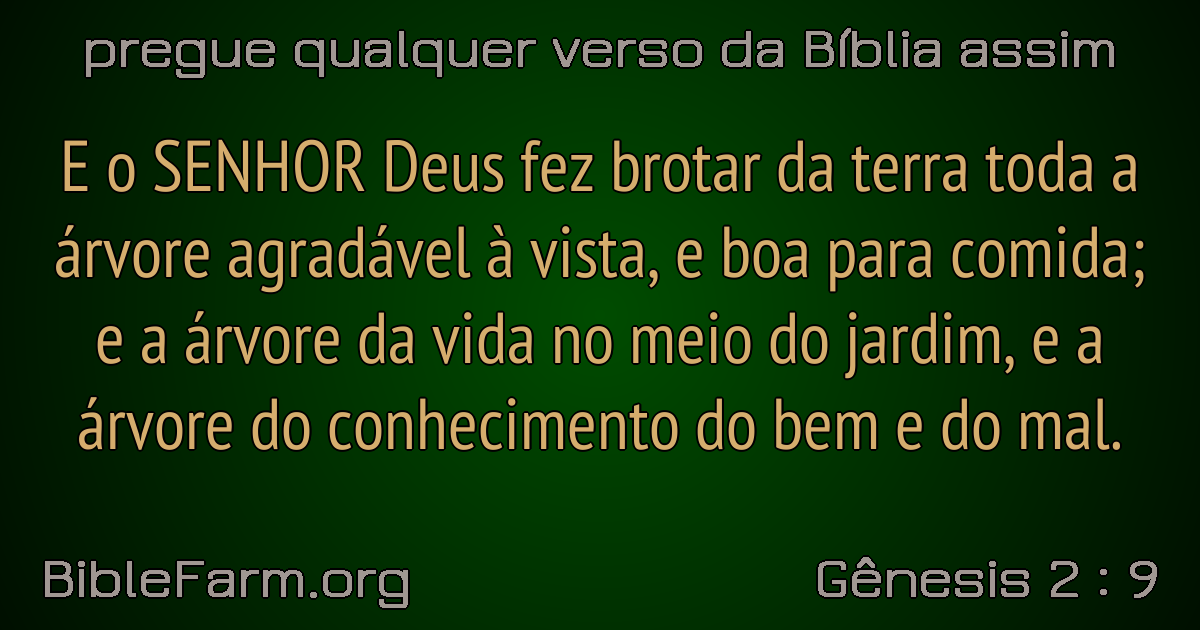 pregue qualquer verso da Bíblia assim
E o SENHOR Deus fez brotar da terra toda a
árvore agradável à vista, e boa para comida;
e a árvore da vida no meio do jardim, e a
árvore do conhecimento do bem e do mal.
BibleFarm.org
Gênesis 2 : 9